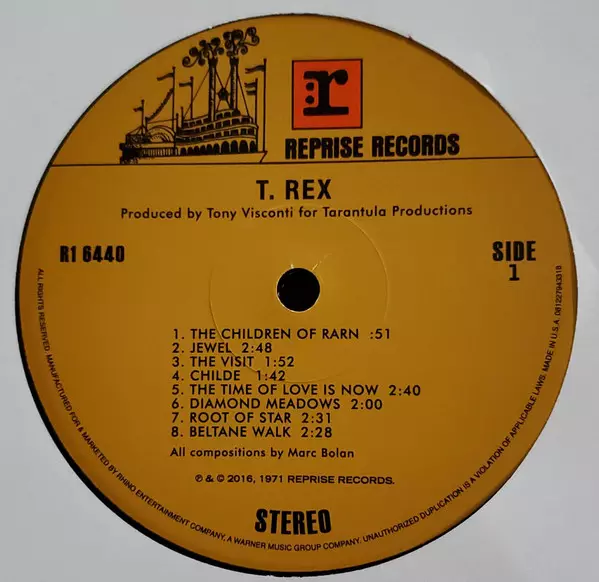 r
REPRISE RECORDS
T. REX
Produced by Tony Visconti for Tarantula Productions
R1 6440
SIDE
1
1. THE CHILDREN OF RARN :51
2. JEWEL 2:48
3. THE VISIT 1:52
4. CHILDE 1:42
5. THE TIME OF LOVE IS NOW 2:40
6. DIAMOND MEADOWS 2:00
7. ROOT OF STAR 2:31
8. BELTANE WALK 2:28
All compositions by Marc Bolan
℗ & © 2016, 1971 REPRISE RECORDS.
STEREO
ALL RIGHTS RESERVED. MANUFACTURED FOR & MARKETED BY RHINO ENTERTAINMENT COMPANY, A WARNER MUSIC GROUP COMPANY. UNAUTHORIZED DUPLICATION IS A VIOLATION OF APPLICABLE LAWS. MADE IN U.S.A. 081227943318